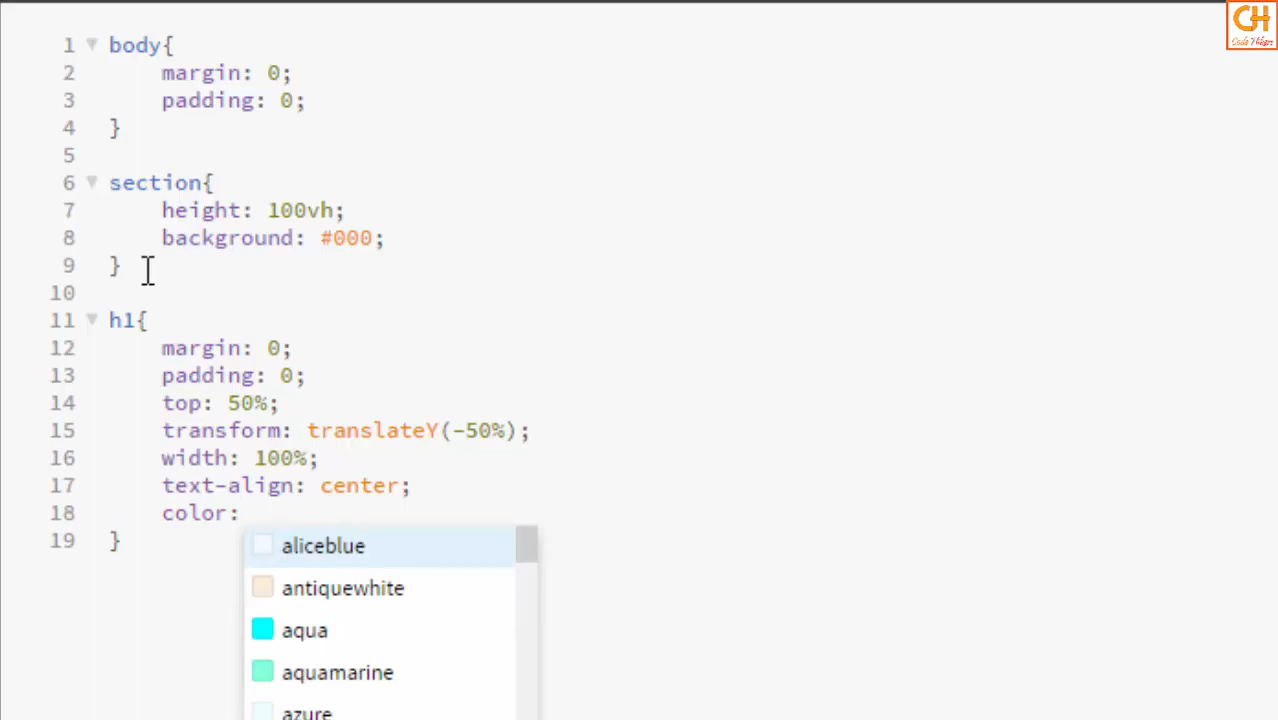 CH
Code Helper
1 body{
2 margin: 0;
3 padding: 0;
4 }
5
6 section{
7 height: 100vh;
8 background: #000;
9 }
10
11 h1{
12 margin: 0;
13 padding: 0;
14 top: 50%;
15 transform: translateY(-50%);
16 width: 100%;
17 text-align: center;
18 color:
19 }
aliceblue
antiquewhite
aqua
aquamarine
azure